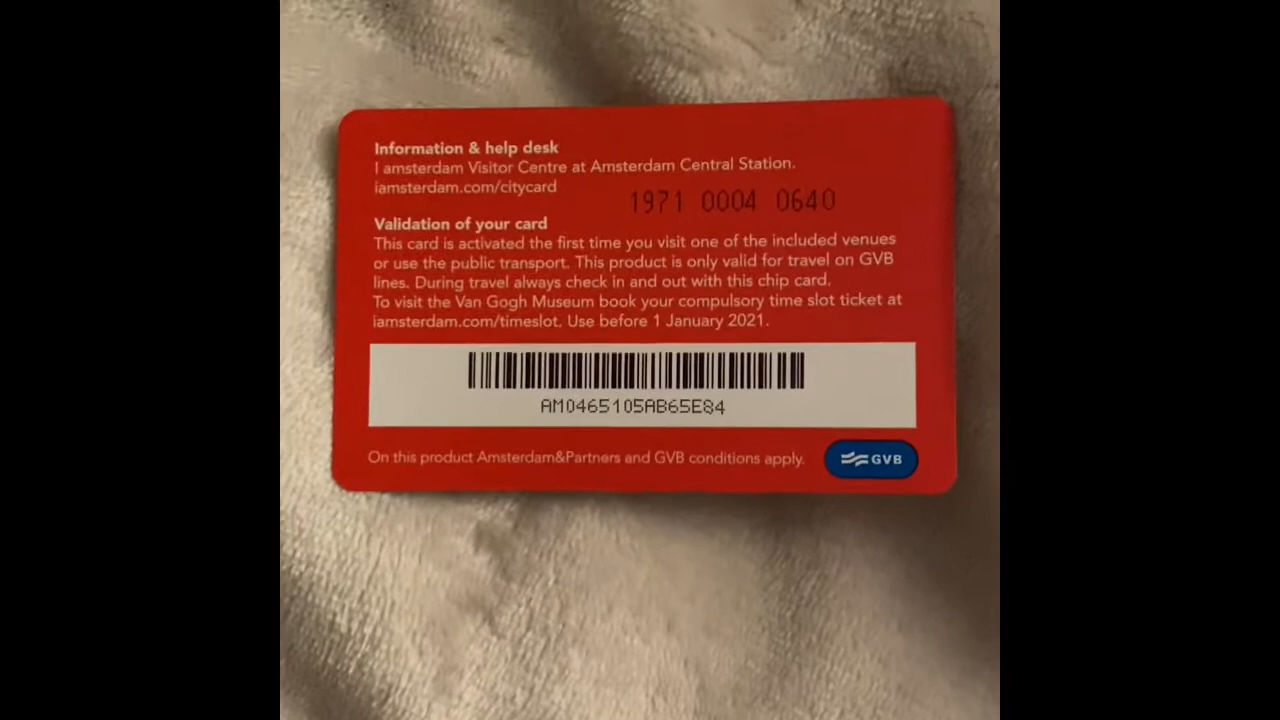 Information & help desk
I amsterdam Visitor Centre at Amsterdam Central Station.
iamsterdam.com/citycard
1971 0004 0640
Validation of your card
This card is activated the first time you visit one of the included venues
or use the public transport. This product is only valid for travel on GVB
lines. During travel always check in and out with this chip card.
To visit the Van Gogh Museum book your compulsory time slot ticket at
iamsterdam.com/timeslot. Use before 1 January 2021.
AM0465105AB65E84
On this product Amsterdam&Partners and GVB conditions apply.
GVB